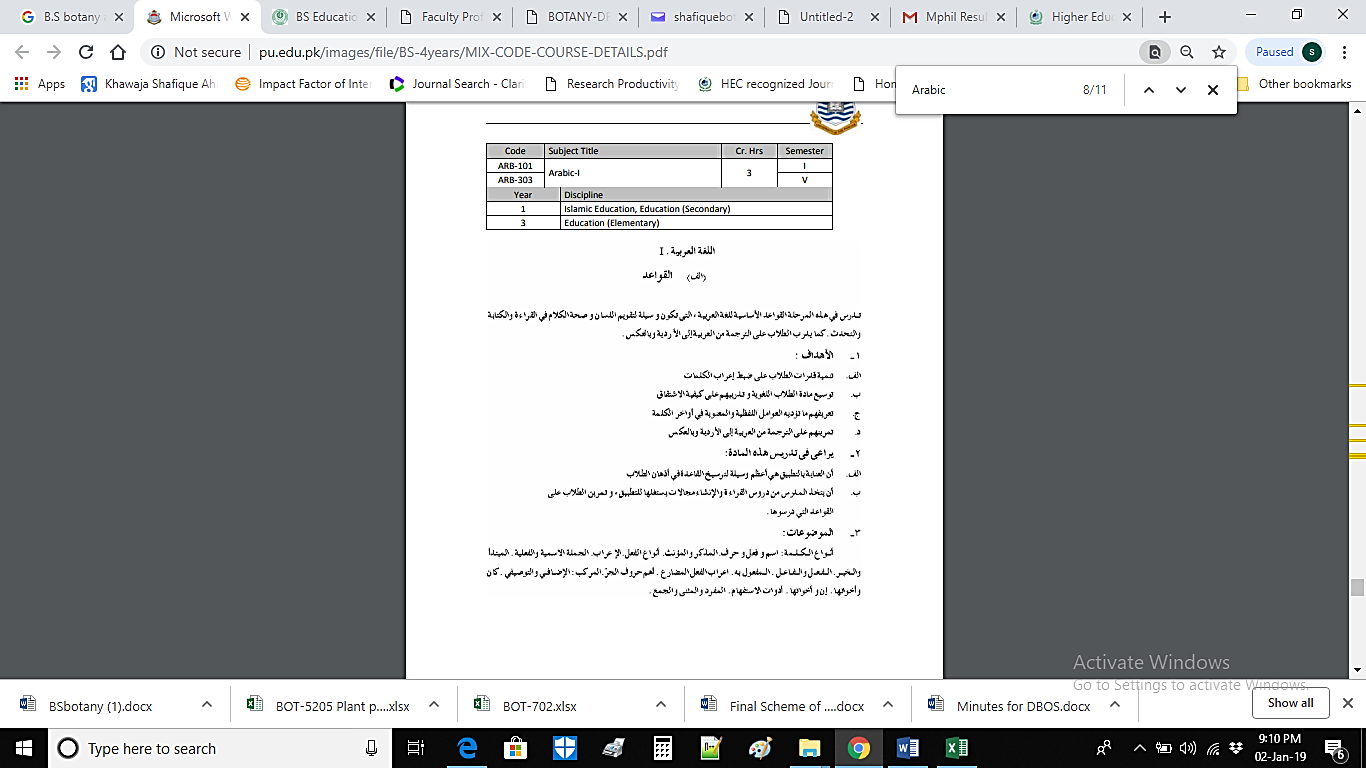 B.S botany
Microsoft W
BS Educatio
Faculty Prof
BOTANY-DE
shafiquebot
Untitled-2
Mphil Resul
Higher Educ
Not secure | pu.edu.pk/images/file/BS-4years/MIX-CODE-COURSE-DETAILS.pdf
Paused S
Apps
Khawaja Shafique Ah
Impact Factor of Inte
Journal Search - Clari
Research Productivity
HEC recognized Journ
Hor
Other bookmarks
Arabic 8/11
Code Subject Title Cr. Hrs Semester
ARB-101 Arabic-I 3 I
ARB-303 V
Year Discipline
1 Islamic Education, Education (Secondary)
3 Education (Elementary)
اللغة العربية . I
(الف) القواعد
تدرس في هذه المرحلة القواعد الأساسية للغة العربية ، التي تكون وسيلة لتقويم اللسان و صحة الكلام في القراءة والكتابة
والتحدث . كما يدرب الطلاب على الترجمة من العربية إلى الأردية وبالعكس .
١ـ الأهداف :
الف. تنمية قدرات الطلاب على ضبط إعراب الكلمات
ب. توسيع مادة الطلاب اللغوية و تدريبهم على كيفية الاشتقاق
ج. تعريفهم ما تؤديه العوامل اللفظية والمعنوية في أواخر الكلمة
د. تمرينهم على الترجمة من العربية إلى الأردية وبالعكس
٢ـ يراعى في تدريس هذه المادة:
الف. أن العناية بالتطبيق هي أعظم وسيلة لترسيخ القاعدة في أذهان الطلاب
ب. أن يتخذ المدرس من دروس القراءة والإنشاء مجالات يستغلها للتطبيق ، و تمرين الطلاب على
القواعد التي درسوها .
٣ـ الموضوعات:
أنواع الكلمة : اسم و فعل و حرف. المذكر والمؤنث. أنواع الفعل. الإعراب. الجملة الاسمية والفعلية . المبتدأ
والخبر. الفعل والفاعل . المفعول به . اعراب الفعل المضارع . أهم حروف الجرّ. المركب : الإضافي والتوصيفي . كان
وأخواتها . إن و أخواتها . أدوات الاستفهام . المفرد والمثنى والجمع .
Activate Windows
Go to Settings to activate Windows.
BSbotany (1).docx
BOT-5205 Plant p....xlsx
BOT-702.xlsx
Final Scheme of ....docx
Minutes for DBOS.docx
Show all
Type here to search
9:10 PM
02-Jan-19
6